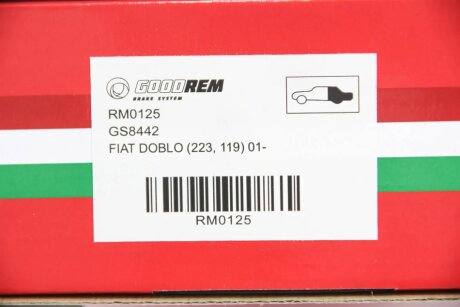 GOODREM
BRAKE SYSTEM
RM0125
GS8442
FIAT DOBLO (223, 119) 01-
RM0125